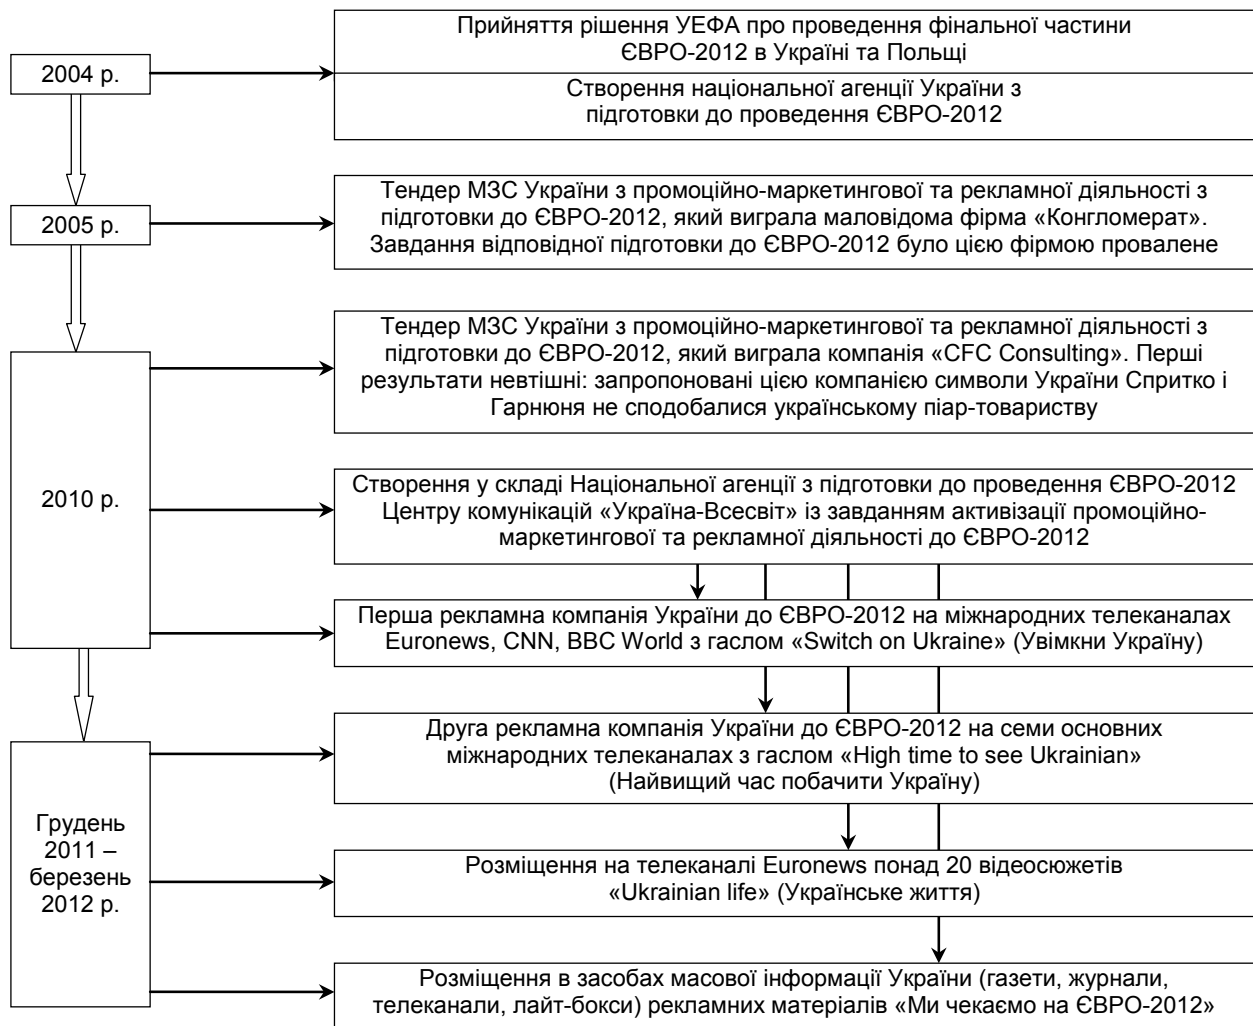 Прийняття рішення УЕФА про проведення фінальної частини
ЄВРО-2012 в Україні та Польщі
2004 р.
Створення національної агенції України з
підготовки до проведення ЄВРО-2012
Тендер МЗС України з промоційно-маркетингової та рекламної діяльності з
підготовки до ЄВРО-2012, який виграла маловідома фірма «Конгломерат».
Завдання відповідної підготовки до ЄВРО-2012 було цією фірмою провалене
2005 р.
Тендер МЗС України з промоційно-маркетингової та рекламної діяльності з
підготовки до ЄВРО-2012, який виграла компанія «CFC Consulting». Перші
результати невтішні: запропоновані цією компанією символи України Спритко і
Гарнюня не сподобалися українському піар-товариству
2010 р.
Створення у складі Національної агенції з підготовки до проведення ЄВРО-2012
Центру комунікацій «Україна-Всесвіт» із завданням активізації промоційно-
маркетингової та рекламної діяльності до ЄВРО-2012
Перша рекламна компанія України до ЄВРО-2012 на міжнародних телеканалах
Euronews, CNN, BBC World з гаслом «Switch on Ukraine» (Увімкни Україну)
Друга рекламна компанія України до ЄВРО-2012 на семи основних
міжнародних телеканалах з гаслом «High time to see Ukrainian»
(Найвищий час побачити Україну)
Грудень
2011 –
березень
2012 р.
Розміщення на телеканалі Euronews понад 20 відеосюжетів
«Ukrainian life» (Українське життя)
Розміщення в засобах масової інформації України (газети, журнали,
телеканали, лайт-бокси) рекламних матеріалів «Ми чекаємо на ЄВРО-2012»